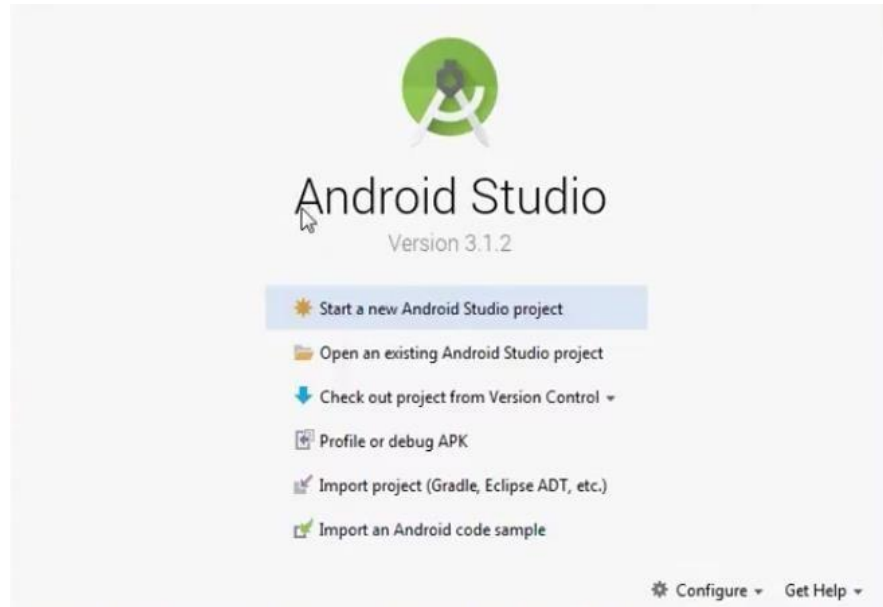 Android Studio
Version 3.1.2
Start a new Android Studio project
Open an existing Android Studio project
Check out project from Version Control
Profile or debug APK
Import project (Gradle, Eclipse ADT, etc.)
Import an Android code sample
Configure Get Help